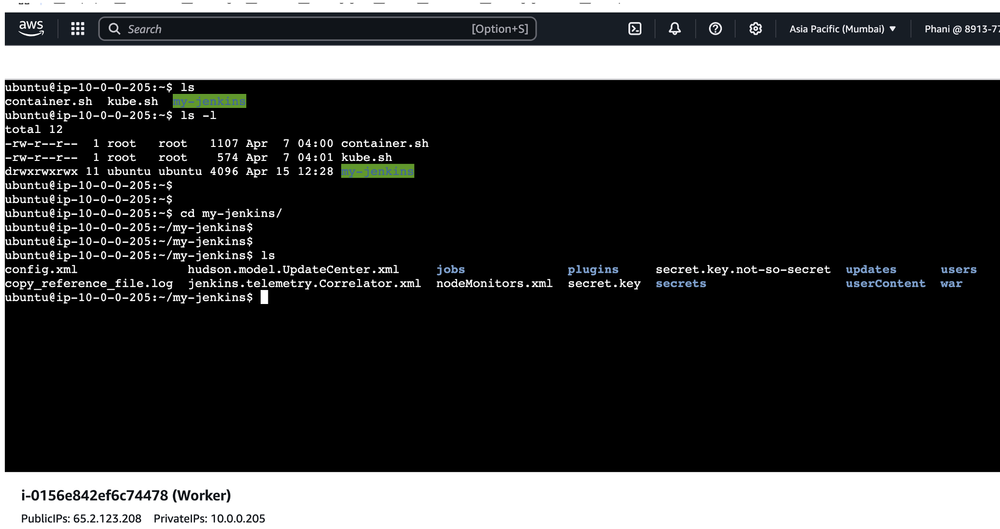 aws Search [Option+S] Asia Pacific (Mumbai) Phani @ 8913-77
ubuntu@ip-10-0-0-205:~$ ls
container.sh  kube.sh  my-jenkins
ubuntu@ip-10-0-0-205:~$ ls -l
total 12
-rw-r--r--  1 root   root   1107 Apr  7 04:00 container.sh
-rw-r--r--  1 root   root    574 Apr  7 04:01 kube.sh
drwxrwxrwx 11 ubuntu ubuntu 4096 Apr 15 12:28 my-jenkins
ubuntu@ip-10-0-0-205:~$
ubuntu@ip-10-0-0-205:~$
ubuntu@ip-10-0-0-205:~$ cd my-jenkins/
ubuntu@ip-10-0-0-205:~/my-jenkins$
ubuntu@ip-10-0-0-205:~/my-jenkins$
ubuntu@ip-10-0-0-205:~/my-jenkins$ ls
config.xml  hudson.model.UpdateCenter.xml  jobs  plugins  secret.key.not-so-secret  updates  users
copy_reference_file.log  jenkins.telemetry.Correlator.xml  nodeMonitors.xml  secret.key  secrets  userContent  war
ubuntu@ip-10-0-0-205:~/my-jenkins$
i-0156e842ef6c74478 (Worker)
PublicIPs: 65.2.123.208  PrivateIPs: 10.0.0.205